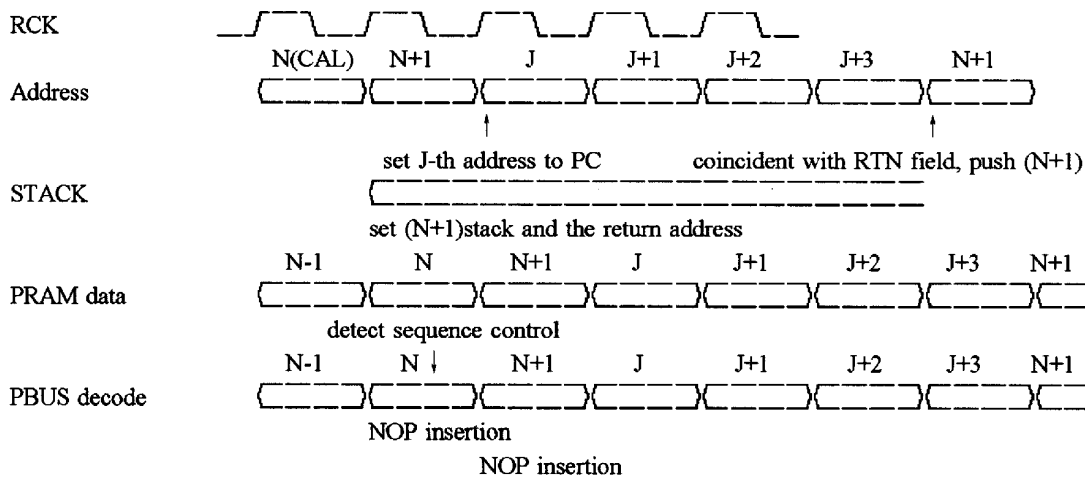 RCK
N(CAL) N+1 J J+1 J+2 J+3 N+1
Address
set J-th address to PC coincident with RTN field, push (N+1)
STACK
set (N+1)stack and the return address
N-1 N N+1 J J+1 J+2 J+3 N+1
PRAM data
detect sequence control
N-1 N N+1 J J+1 J+2 J+3 N+1
PBUS decode
NOP insertion
NOP insertion